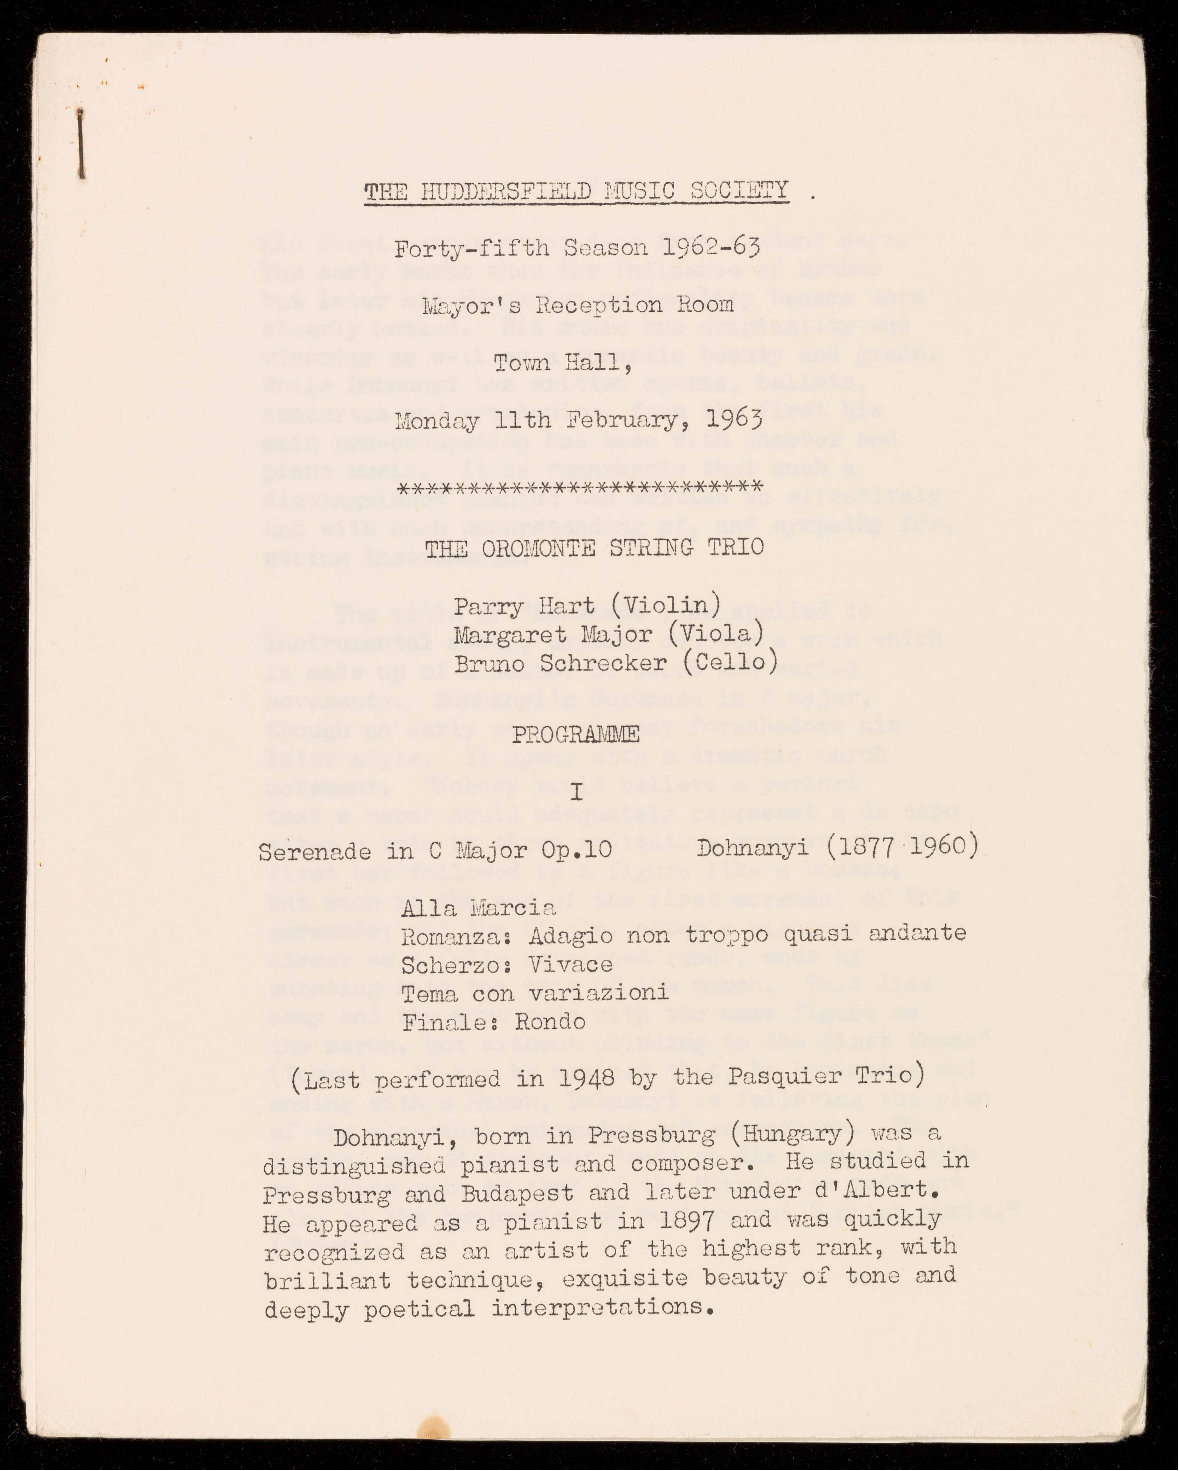 THE HUDDERSFIELD MUSIC SOCIETY .
Forty-fifth Season 1962-63
Mayor's Reception Room
Town Hall,
Monday 11th February, 1963
**************************
THE OROMONTE STRING TRIO
Parry Hart (Violin)
Margaret Major (Viola)
Bruno Schrecker (Cello)
PROGRAMME
I
Serenade in C Major Op.10 Dohnanyi (1877-1960)
Alla Marcia
Romanza: Adagio non troppo quasi andante
Scherzo: Vivace
Tema con variazioni
Finale: Rondo
(Last performed in 1948 by the Pasquier Trio)
Dohnanyi, born in Pressburg (Hungary) was a
distinguished pianist and composer. He studied in
Pressburg and Budapest and later under d'Albert.
He appeared as a pianist in 1897 and was quickly
recognized as an artist of the highest rank, with
brilliant technique, exquisite beauty of tone and
deeply poetical interpretations.